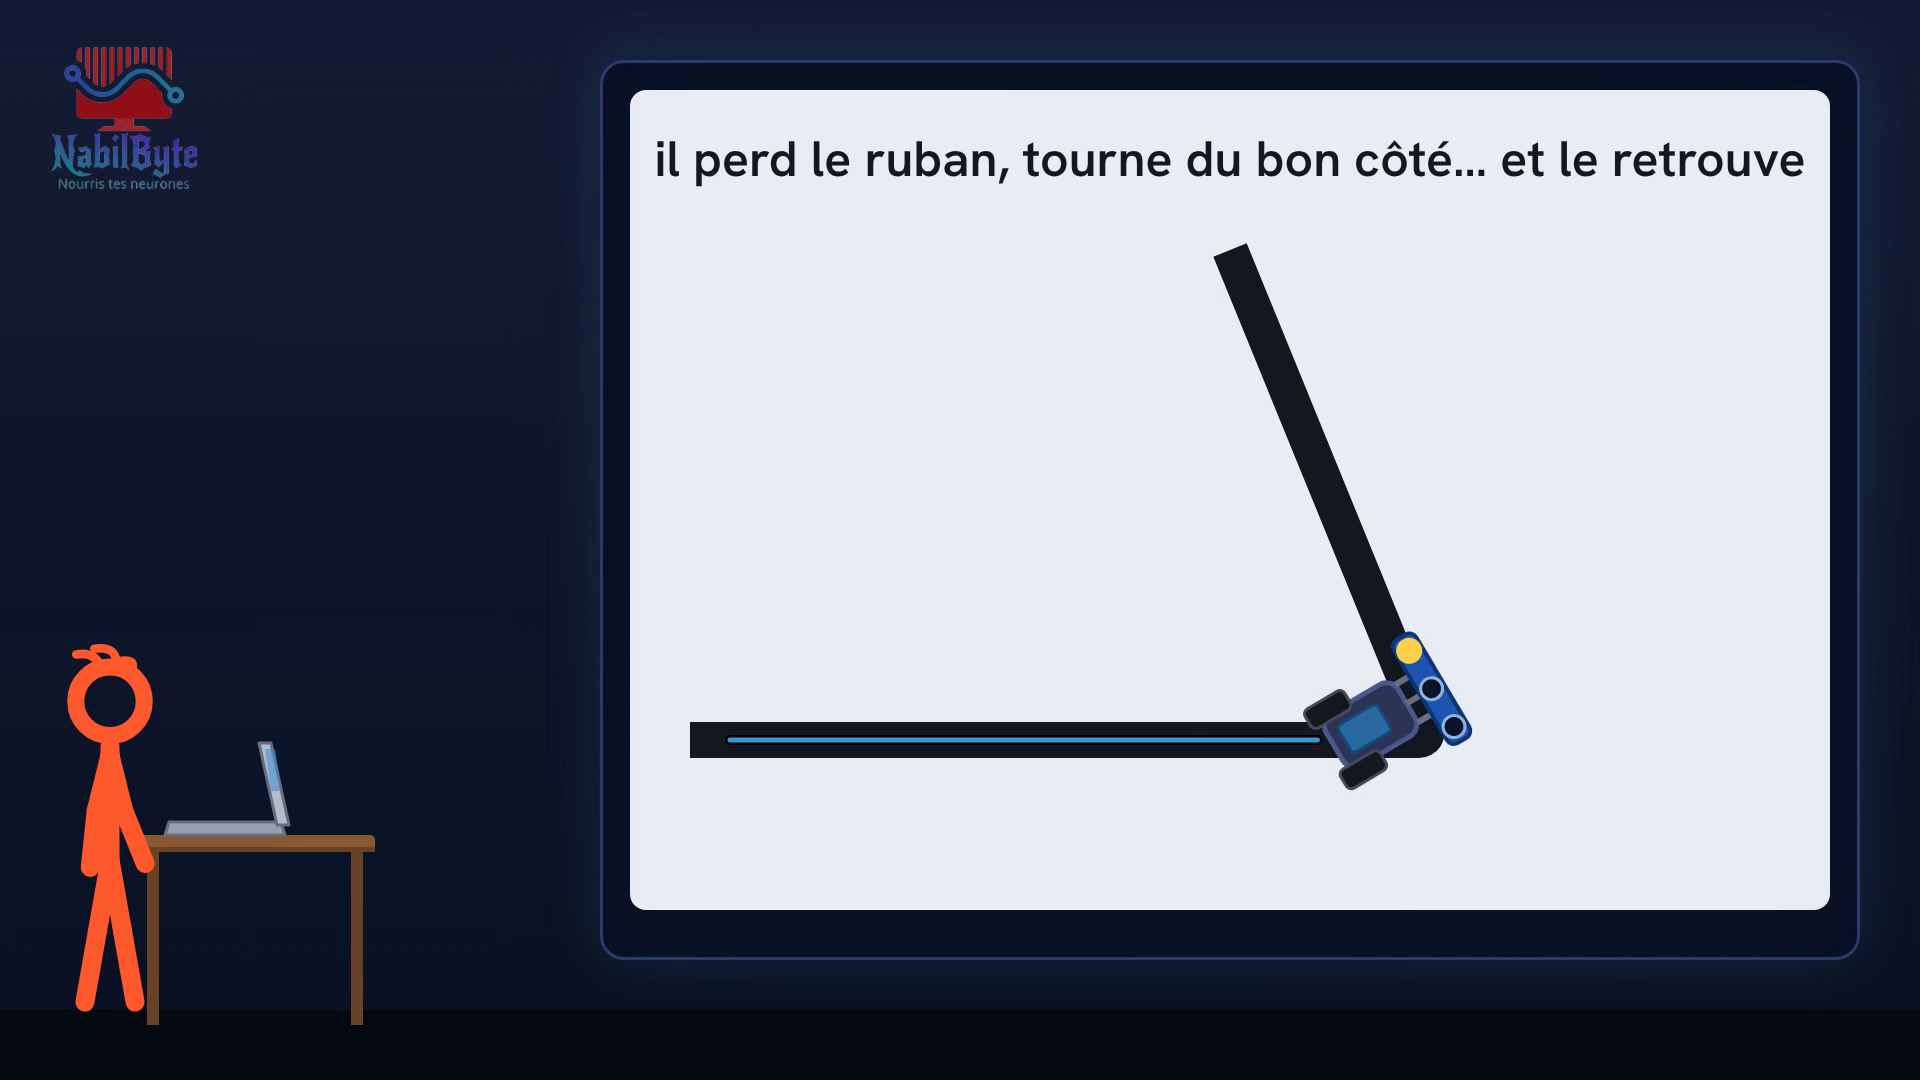 NabilByte
Nourris tes neurones
il perd le ruban, tourne du bon côté... et le retrouve